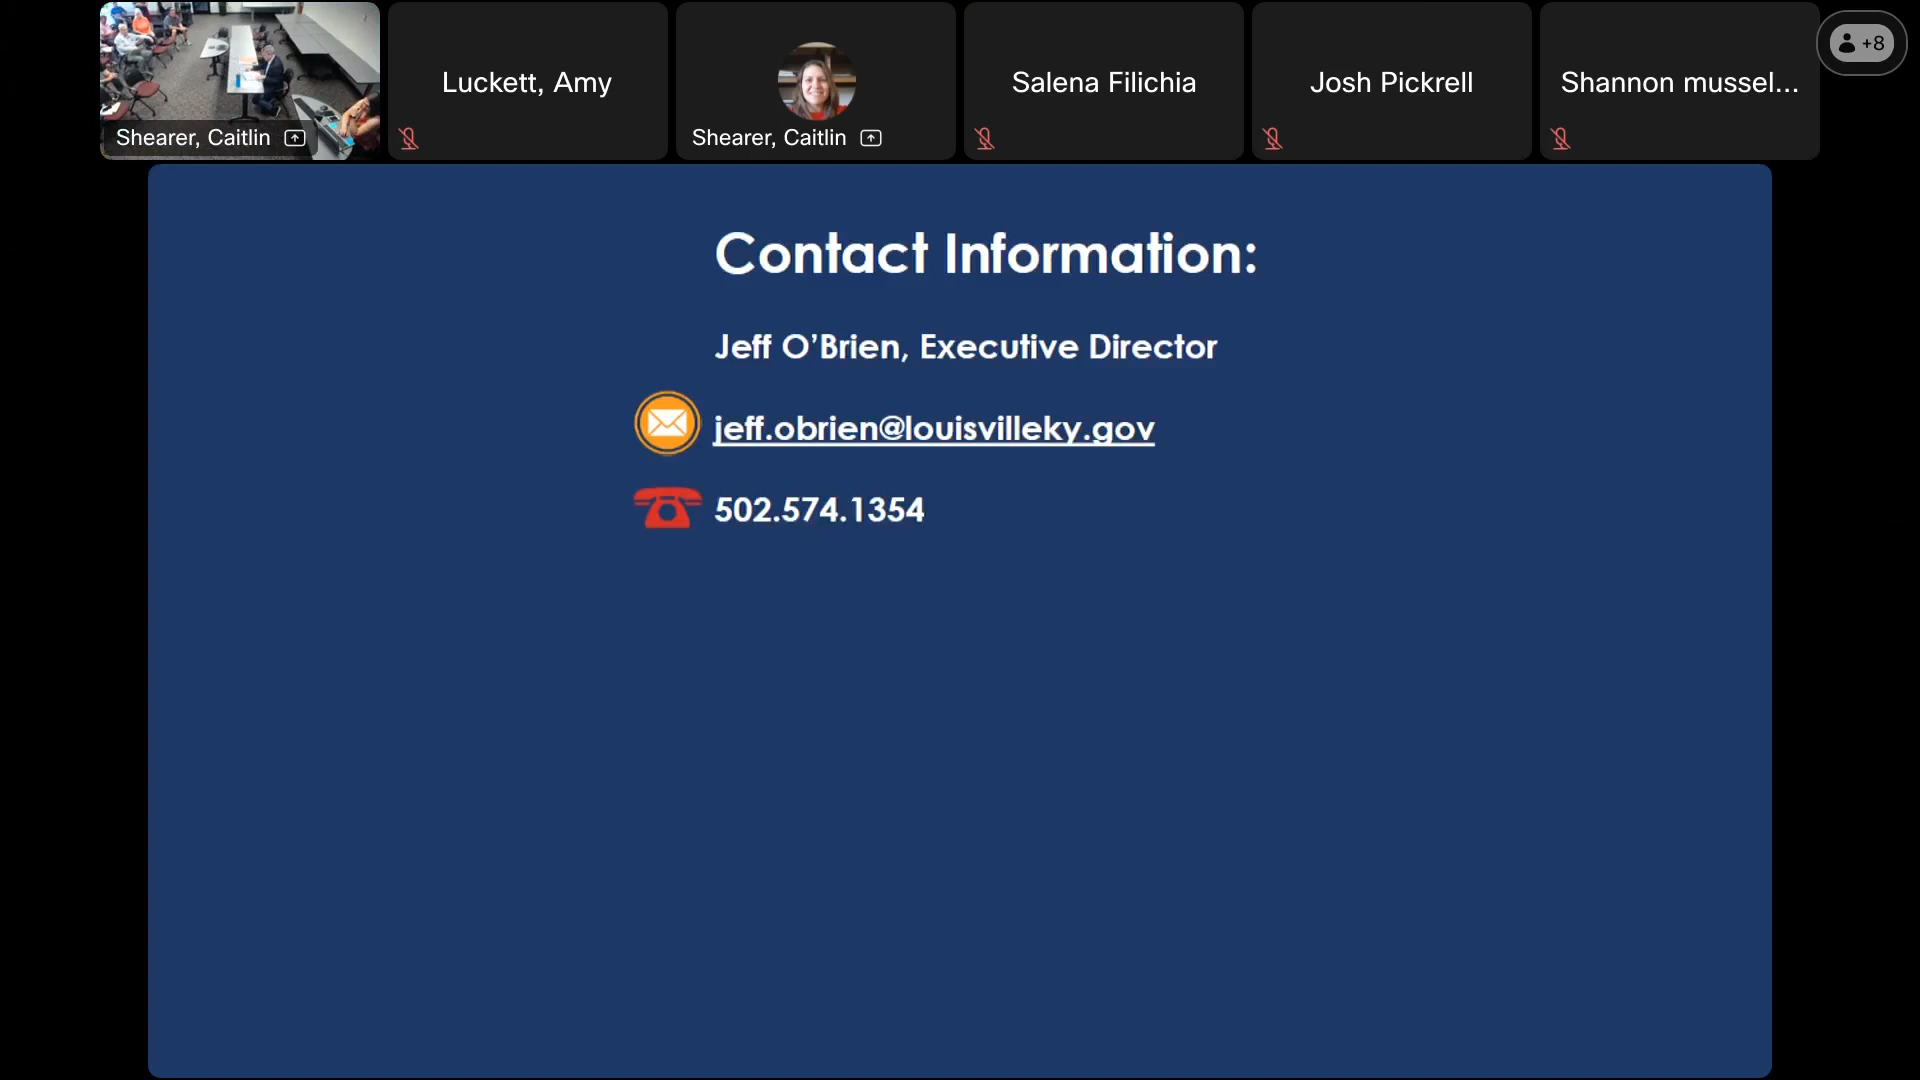 Shearer, Caitlin
Luckett, Amy
Shearer, Caitlin
Salena Filichia
Josh Pickrell
Shannon mussel...
+8
Contact Information:
Jeff O’Brien, Executive Director
jeff.obrien@louisvilleky.gov
502.574.1354